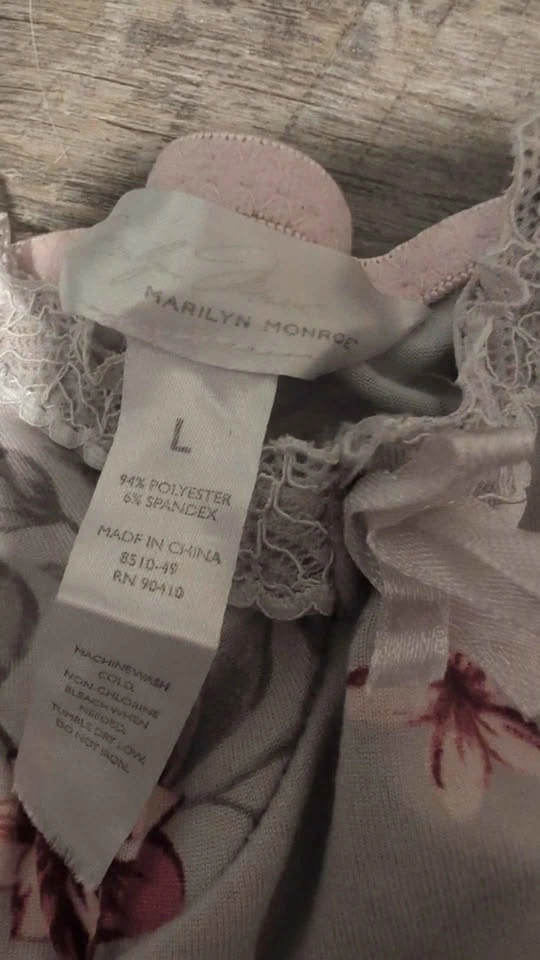 MARILYN MONROE
L
94% POLYESTER
6% SPANDEX
MADE IN CHINA
8510-49
RN 90410
MACHINE WASH
COLD.
NON-CHLORINE
BLEACH WHEN
NEEDED.
TUMBLE DRY LOW.
DO NOT IRON.